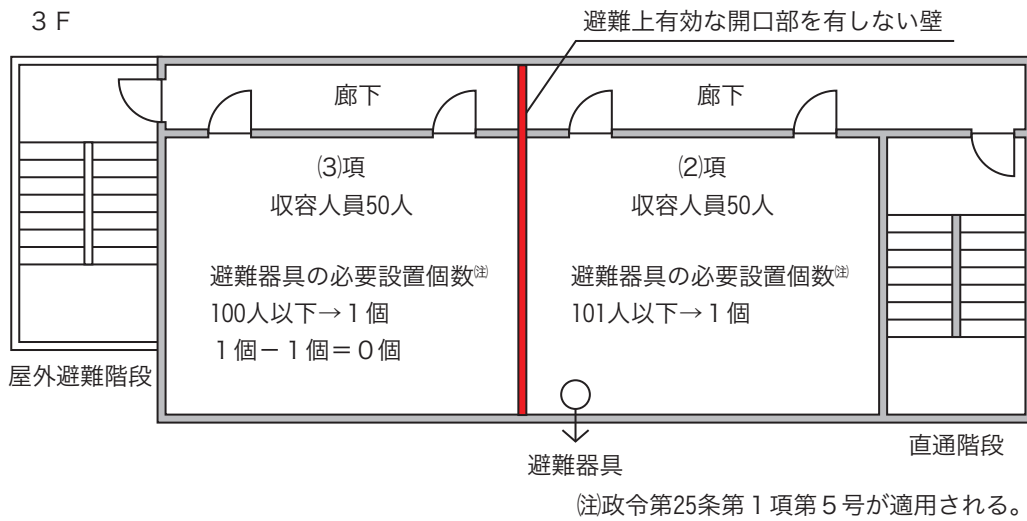 ３Ｆ
避難上有効な開口部を有しない壁
廊下
廊下
⑶項
収容人員50人
避難器具の必要設置個数㊟
100人以下→１個
１個－１個＝０個
⑵項
収容人員50人
避難器具の必要設置個数㊟
101人以下→１個
屋外避難階段
避難器具
直通階段
㊟政令第25条第１項第５号が適用される。